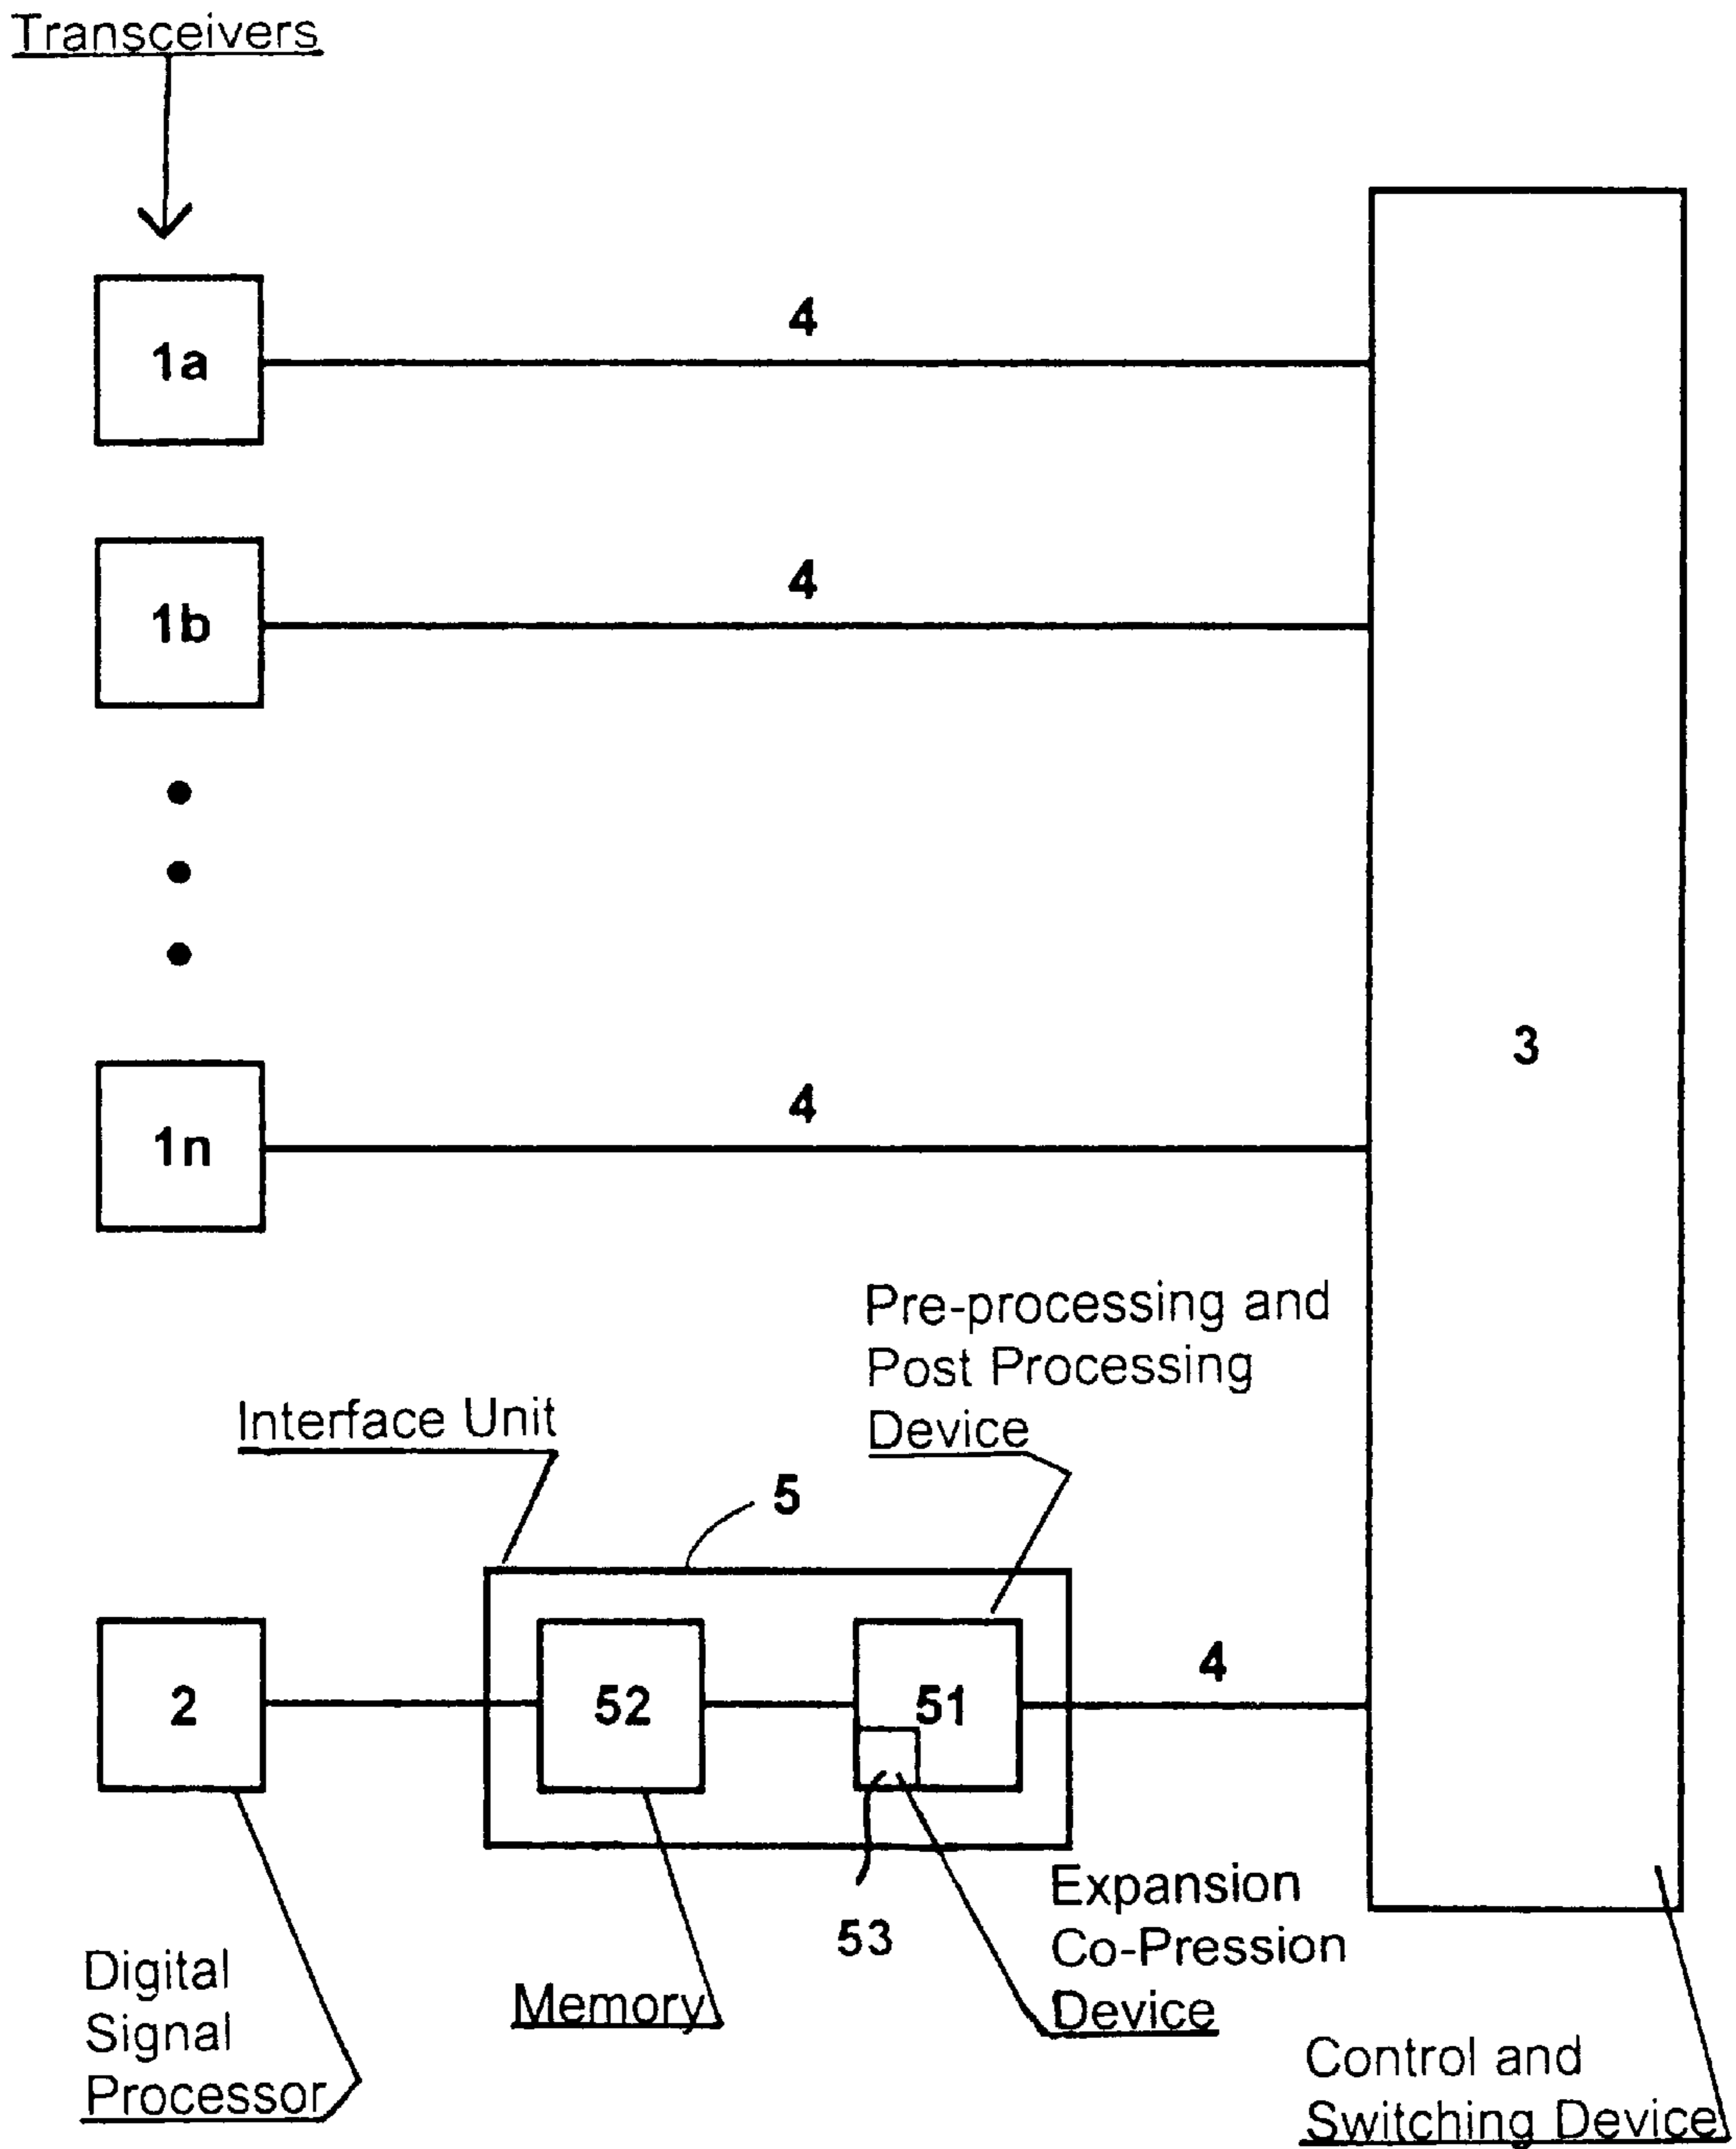 Transceivers
4
1a
4
1b
4
1n
3
Pre-processing and
Post Processing
Device
Interface Unit
5
4
2
52
51
53
Expansion
Co-Pression
Device
Digital
Signal
Processor
Memory
Control and
Switching Device